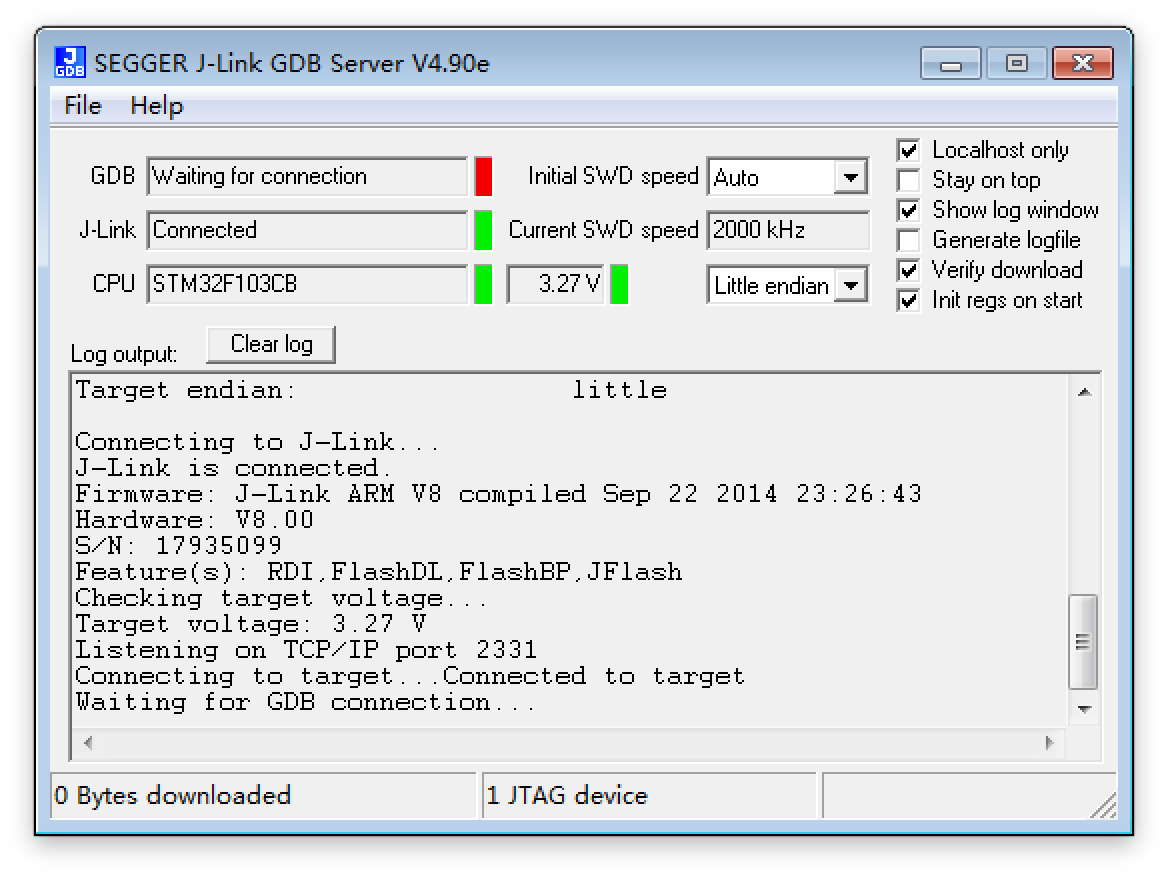 J GDB SEGGER J-Link GDB Server V4.90e
File Help
GDB Waiting for connection Initial SWD speed Auto
J-Link Connected Current SWD speed 2000 kHz
CPU STM32F103CB 3.27 V Little endian
Localhost only
Stay on top
Show log window
Generate logfile
Verify download
Init regs on start
Log output: Clear log
Target endian: little
Connecting to J-Link...
J-Link is connected.
Firmware: J-Link ARM V8 compiled Sep 22 2014 23:26:43
Hardware: V8.00
S/N: 17935099
Feature(s): RDI,FlashDL,FlashBP,JFlash
Checking target voltage...
Target voltage: 3.27 V
Listening on TCP/IP port 2331
Connecting to target...Connected to target
Waiting for GDB connection...
0 Bytes downloaded 1 JTAG device